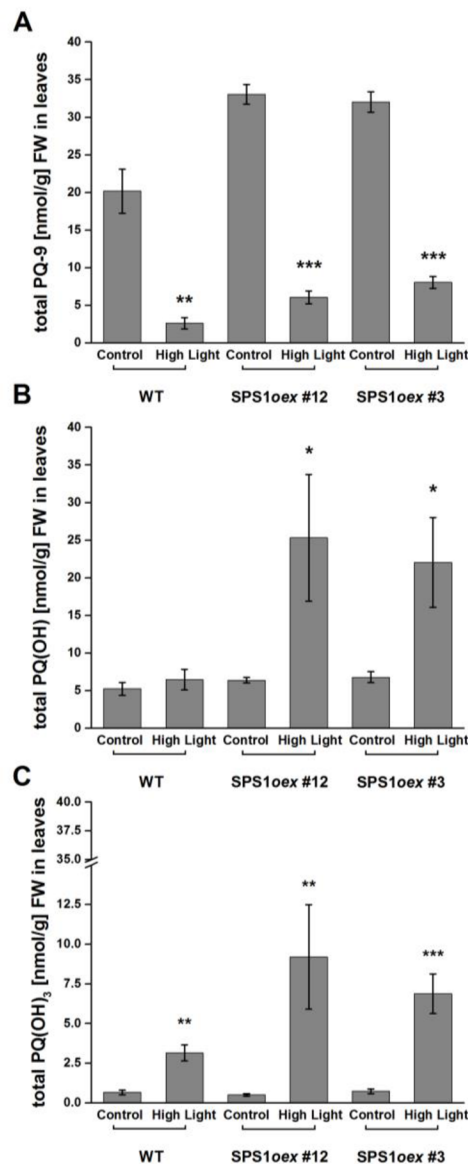 A
total PQ-9 [nmol/g] FW in leaves
40
35
30
25
20
15
10
5
0
**
***
***
Control High Light Control High Light Control High Light
WT SPS1oex #12 SPS1oex #3
B
total PQ(OH) [nmol/g] FW in leaves
40
35
30
25
20
15
10
5
0
*
*
Control High Light Control High Light Control High Light
WT SPS1oex #12 SPS1oex #3
C
total PQ(OH)3 [nmol/g] FW in leaves
40.0
35.0
12.5
10.0
7.5
5.0
2.5
0.0
**
**
***
Control High Light Control High Light Control High Light
WT SPS1oex #12 SPS1oex #3